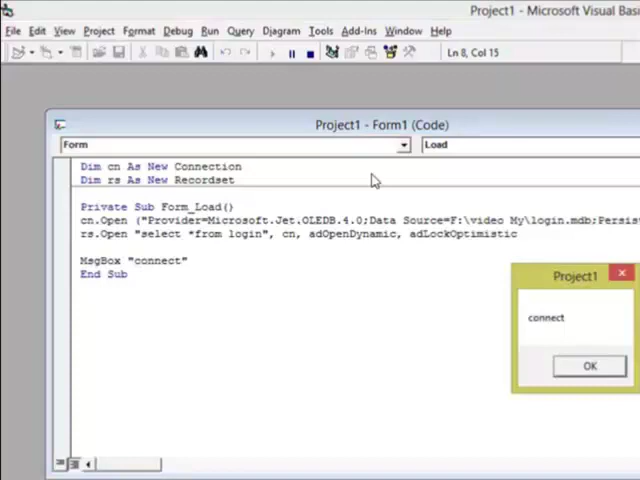 Project1 - Microsoft Visual Bas
File Edit View Project Format Debug Run Query Diagram Tools Add-Ins Window Help
Ln 8, Col 15
Project1 - Form1 (Code)
Form Load
Dim cn As New Connection
Dim rs As New Recordset
Private Sub Form_Load()
cn.Open ("Provider=Microsoft.Jet.OLEDB.4.0;Data Source=F:\video My\login.mdb;Persist
rs.Open "select *from login", cn, adOpenDynamic, adLockOptimistic
MsgBox "connect"
End Sub
Project1
connect
OK